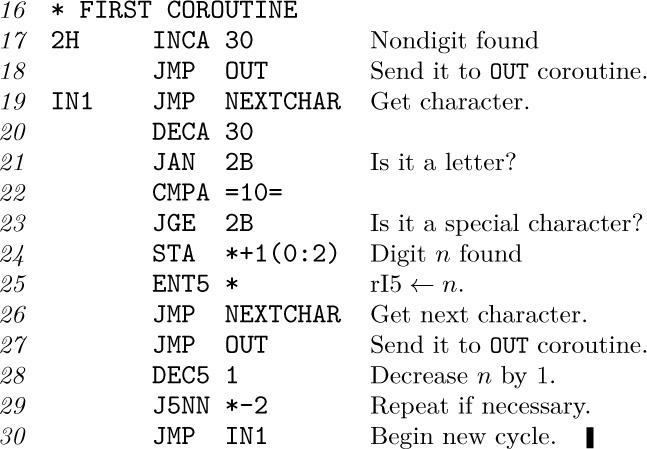 16 * FIRST COROUTINE
17 2H INCA 30 Nondigit found
18 JMP OUT Send it to OUT coroutine.
19 IN1 JMP NEXTCHAR Get character.
20 DECA 30
21 JAN 2B Is it a letter?
22 CMPA =10=
23 JGE 2B Is it a special character?
24 STA *+1(0:2) Digit n found
25 ENT5 * rI5 ← n.
26 JMP NEXTCHAR Get next character.
27 JMP OUT Send it to OUT coroutine.
28 DEC5 1 Decrease n by 1.
29 J5NN *-2 Repeat if necessary.
30 JMP IN1 Begin new cycle. ▮